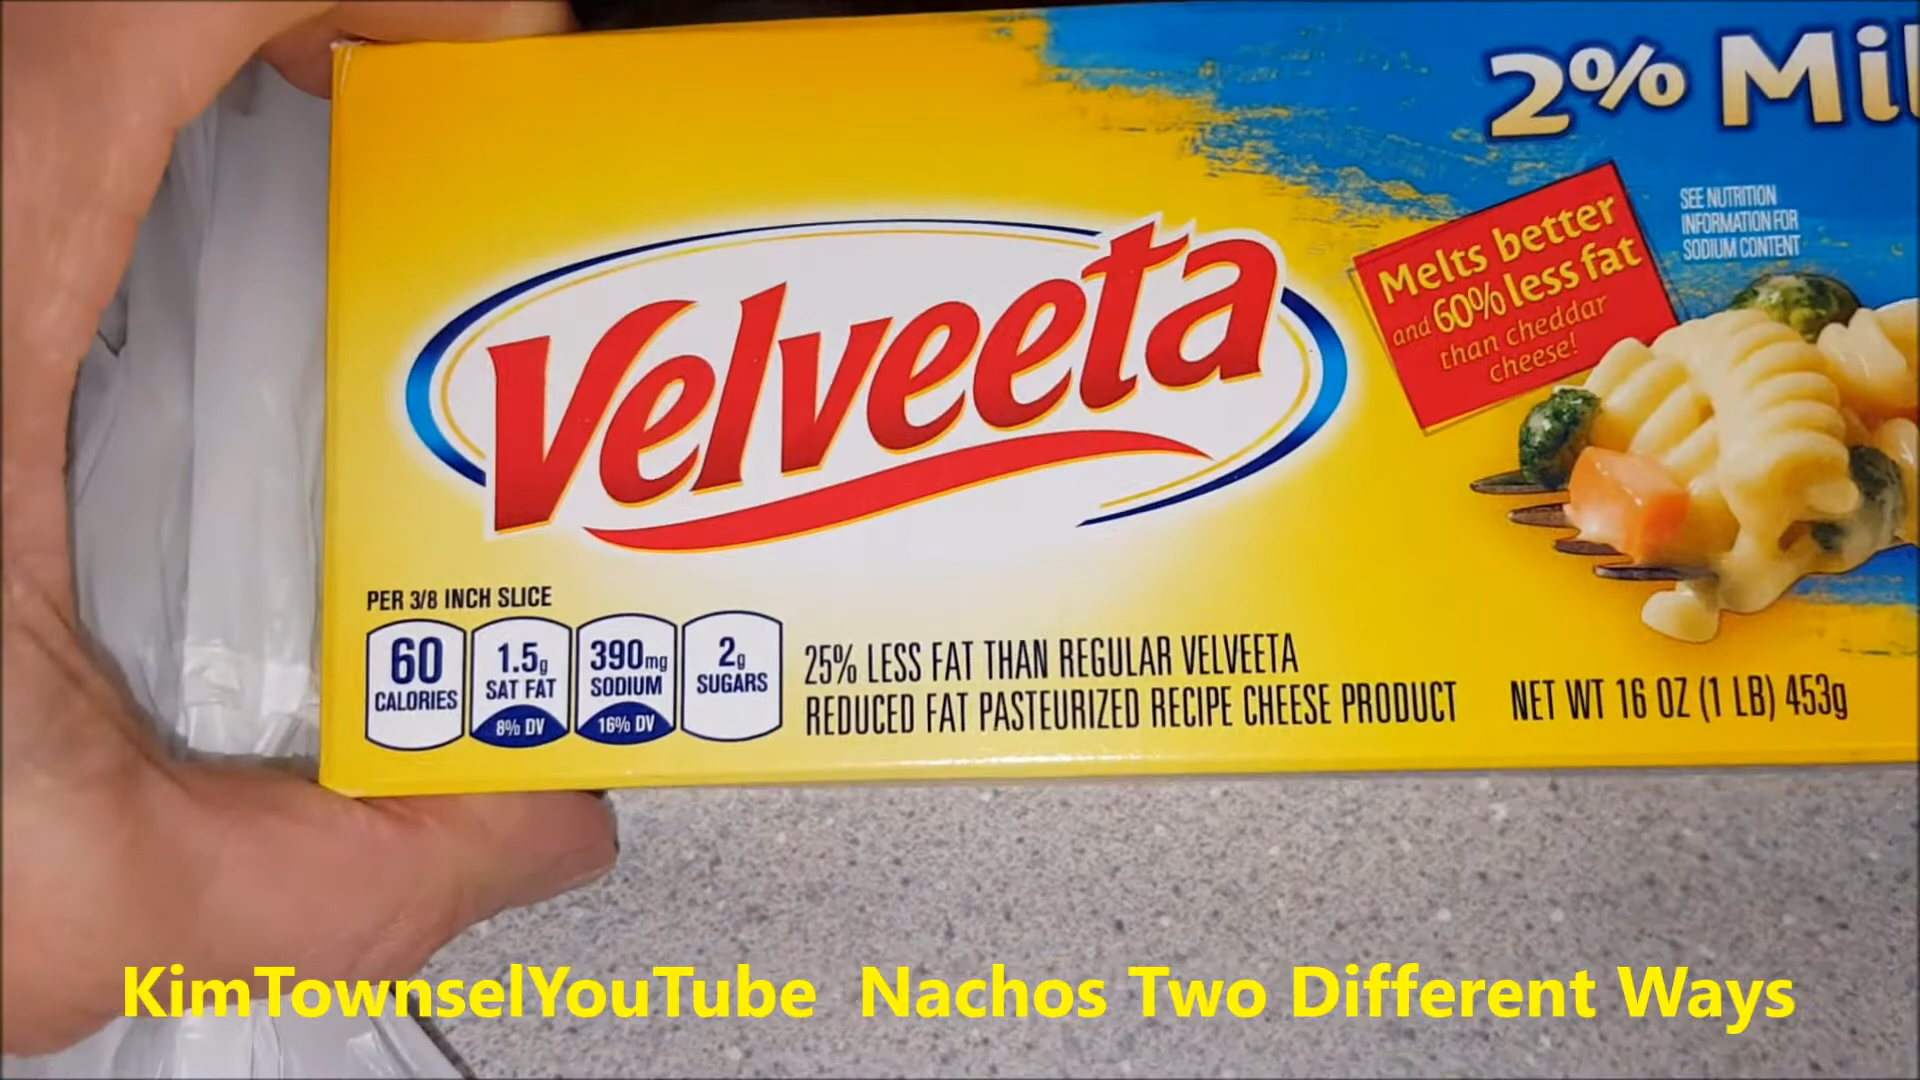 2% Mil
Velveeta
Melts better
and 60% less fat
than cheddar
cheese!
SEE NUTRITION
INFORMATION FOR
SODIUM CONTENT
PER 3/8 INCH SLICE
60
CALORIES
1.5g
SAT FAT
8% DV
390mg
SODIUM
16% DV
2g
SUGARS
25% LESS FAT THAN REGULAR VELVEETA
REDUCED FAT PASTEURIZED RECIPE CHEESE PRODUCT
NET WT 16 OZ (1 LB) 453g
KimTownselYouTube Nachos Two Different Ways